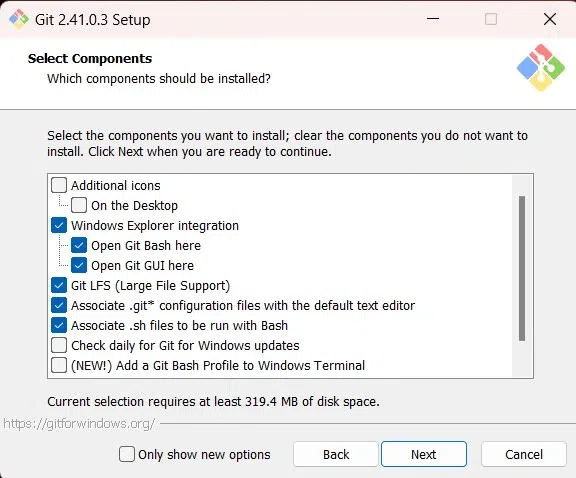 Git 2.41.0.3 Setup
Select Components
Which components should be installed?
Select the components you want to install; clear the components you do not want to
install. Click Next when you are ready to continue.
Additional icons
On the Desktop
Windows Explorer integration
Open Git Bash here
Open Git GUI here
Git LFS (Large File Support)
Associate .git* configuration files with the default text editor
Associate .sh files to be run with Bash
Check daily for Git for Windows updates
(NEW!) Add a Git Bash Profile to Windows Terminal
Current selection requires at least 319.4 MB of disk space.
https://gitforwindows.org/
Only show new options
Back
Next
Cancel